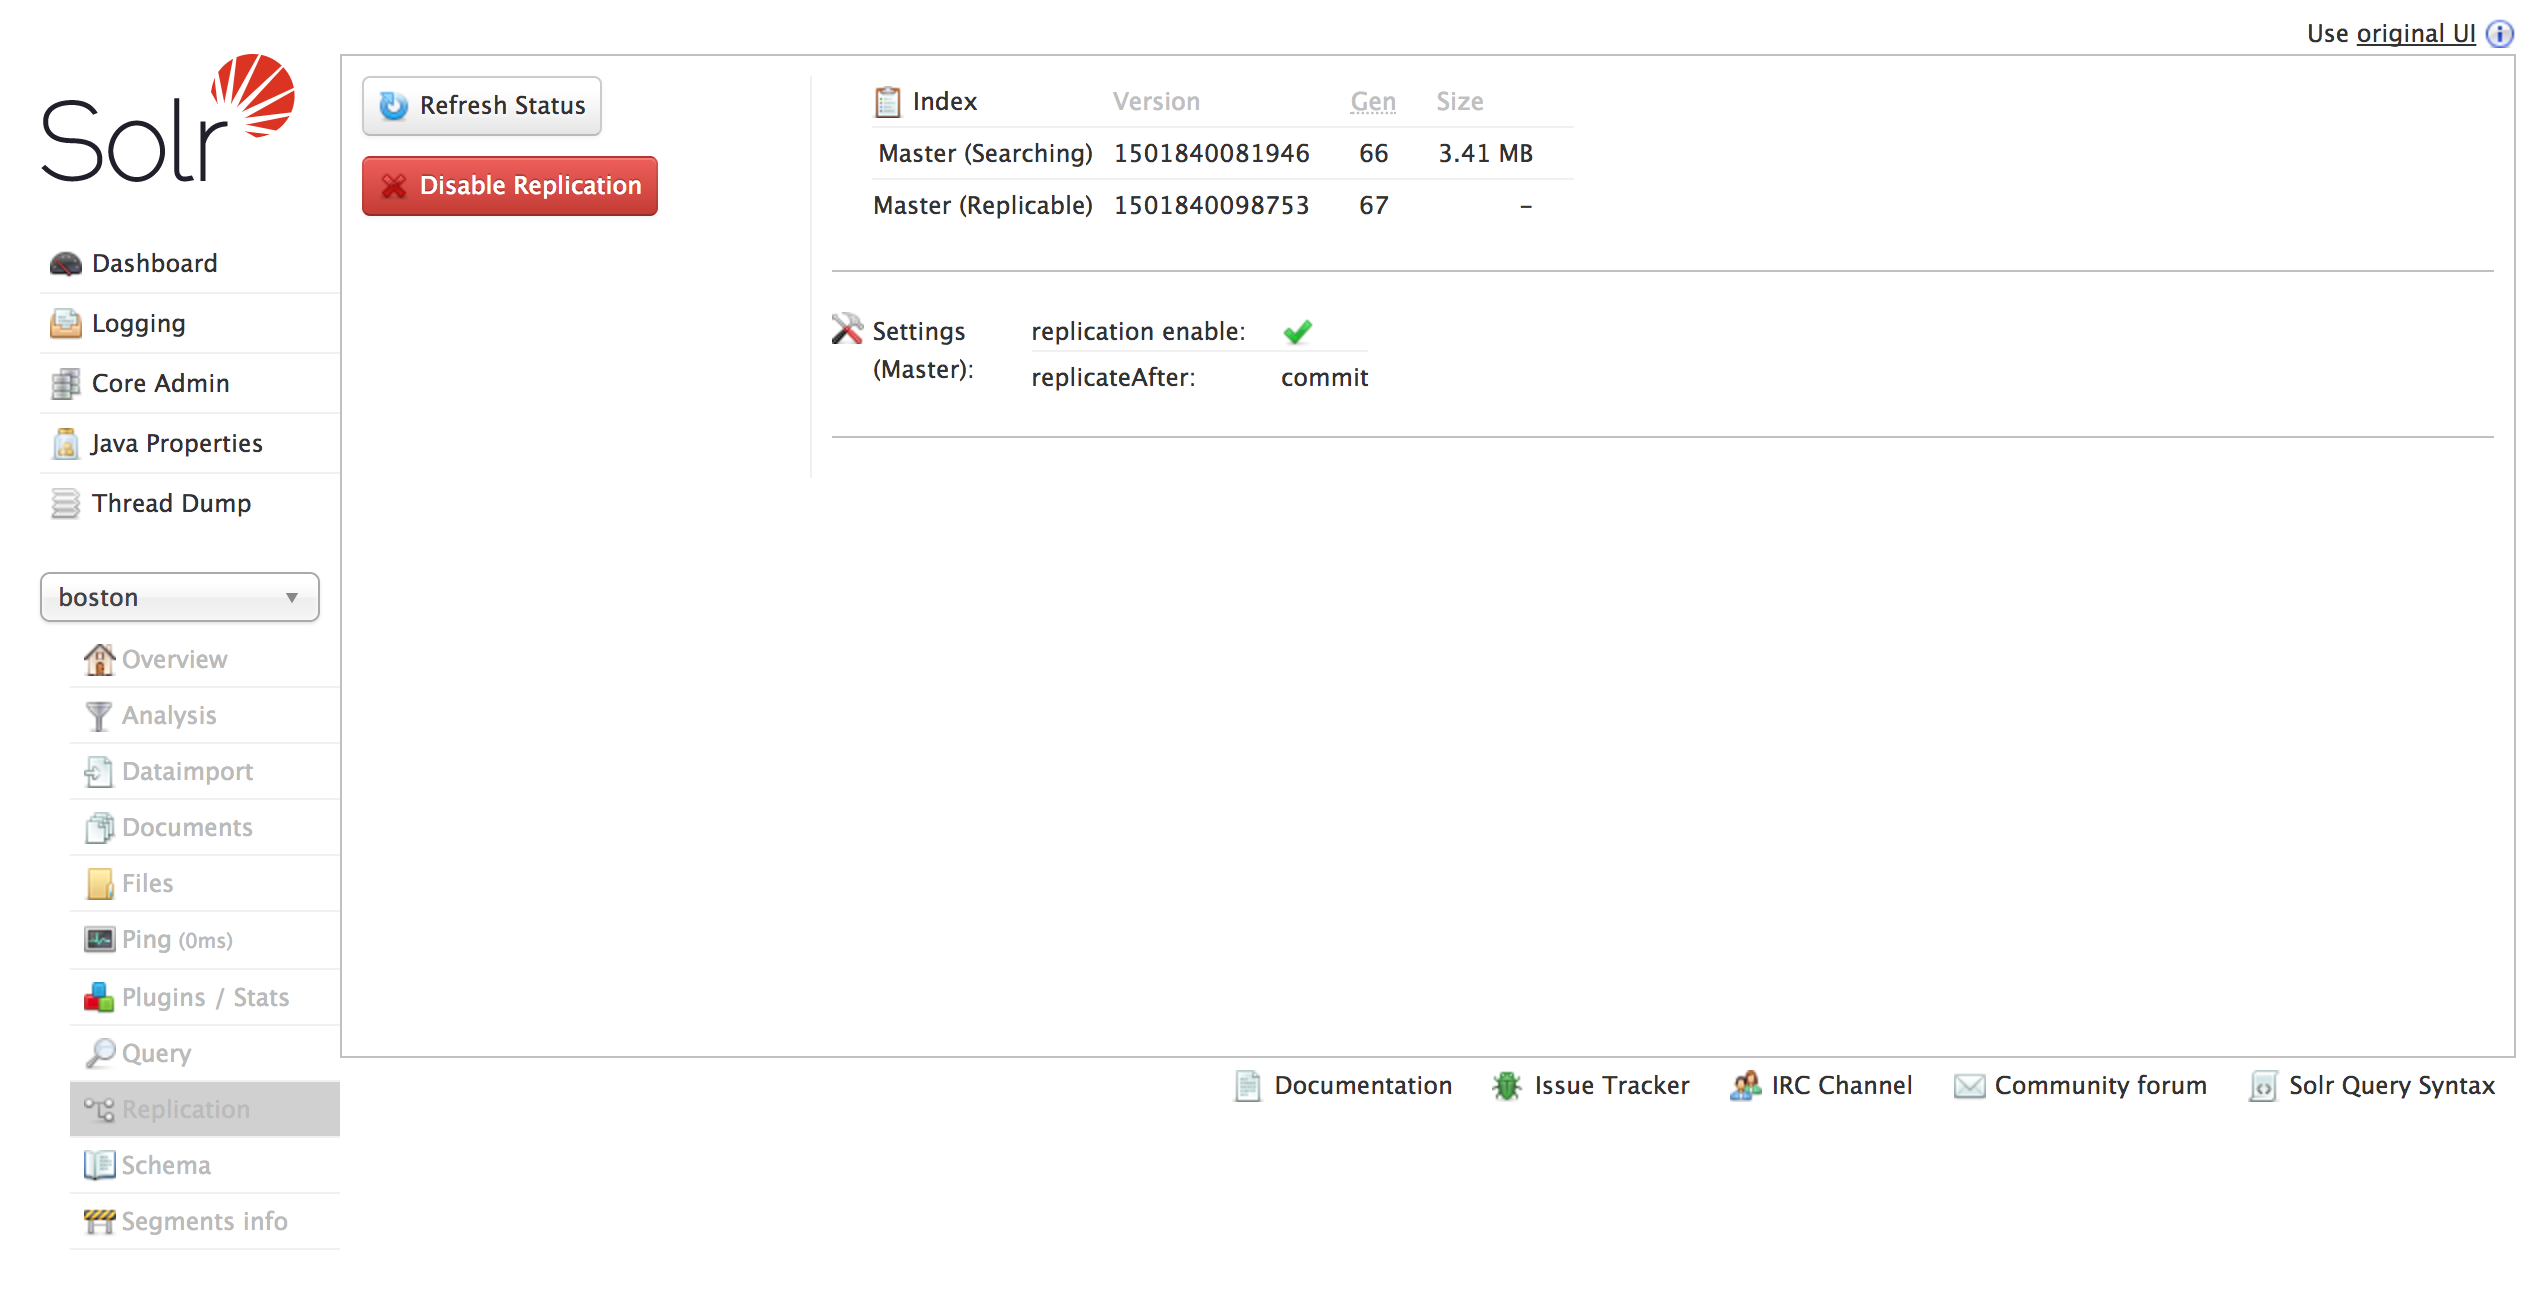 Use original UI
Solr
Refresh Status
Disable Replication
Index Version Gen Size
Master (Searching) 1501840081946 66 3.41 MB
Master (Replicable) 1501840098753 67 -
Settings (Master):
replication enable:
replicateAfter: commit
Dashboard
Logging
Core Admin
Java Properties
Thread Dump
boston
Overview
Analysis
Dataimport
Documents
Files
Ping (0ms)
Plugins / Stats
Query
Replication
Schema
Segments info
Documentation Issue Tracker IRC Channel Community forum Solr Query Syntax